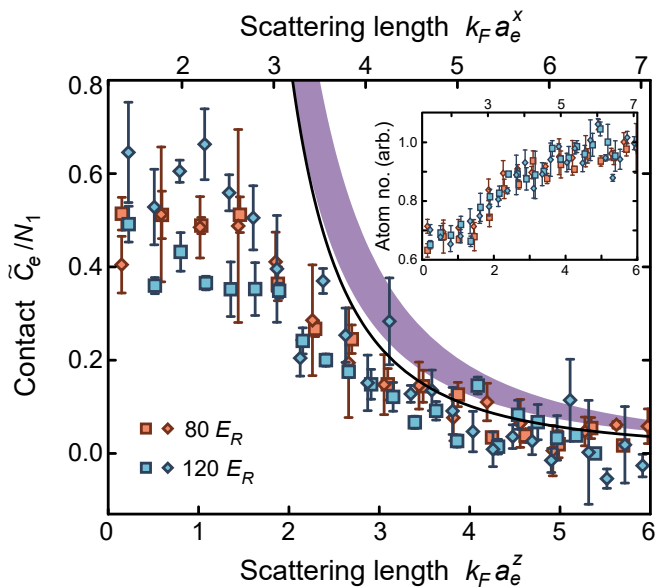 Scattering length k_F a_e^x
2 3 4 5 6 7
Contact C̃_e/N_1
0.8
0.6
0.4
0.2
0.0
80 E_R
120 E_R
3 5 7
Atom no. (arb.)
1.0
0.8
0.6
0 2 4 6
0 1 2 3 4 5 6
Scattering length k_F a_e^z